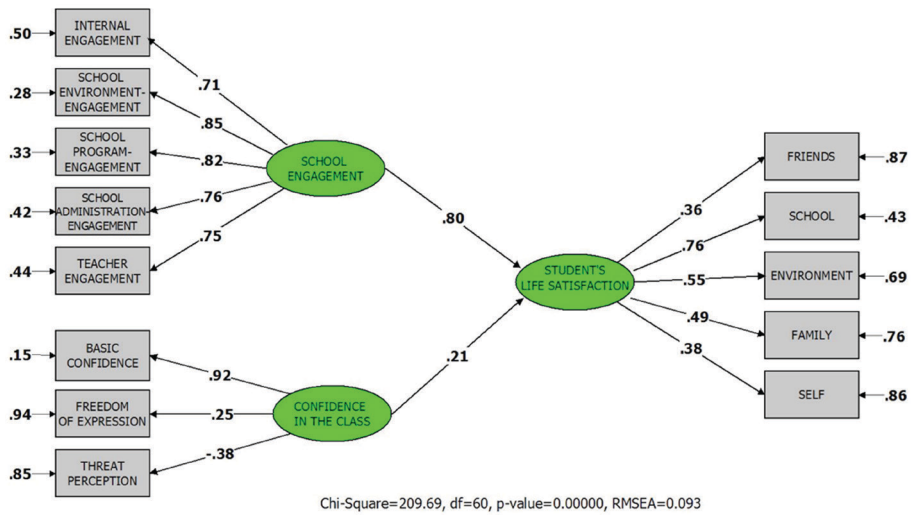 .50
INTERNAL
ENGAGEMENT
.71
.28
SCHOOL
ENVIRONMENT-
ENGAGEMENT
.85
.33
SCHOOL
PROGRAM-
ENGAGEMENT
.82
.42
SCHOOL
ADMINISTRATION-
ENGAGEMENT
.76
.44
TEACHER
ENGAGEMENT
.75
SCHOOL
ENGAGEMENT
.80
.15
BASIC
CONFIDENCE
.92
.94
FREEDOM
OF EXPRESSION
.25
.85
THREAT
PERCEPTION
-.38
CONFIDENCE
IN THE CLASS
.21
STUDENT'S
LIFE SATISFACTION
.36
FRIENDS
.87
.76
SCHOOL
.43
.55
ENVIRONMENT
.69
.49
FAMILY
.76
.38
SELF
.86
Chi-Square=209.69, df=60, p-value=0.00000, RMSEA=0.093